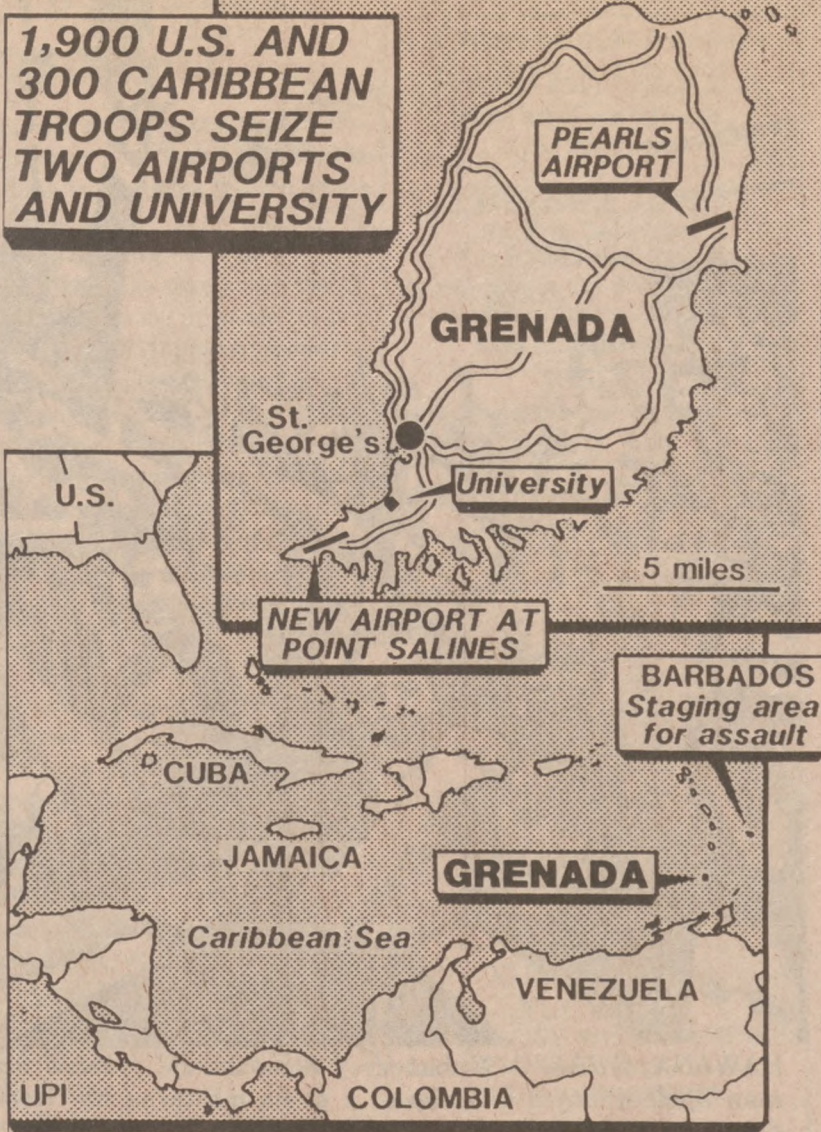 1,900 U.S. AND
300 CARIBBEAN
TROOPS SEIZE
TWO AIRPORTS
AND UNIVERSITY
PEARLS
AIRPORT
GRENADA
St.
George's
University
5 miles
NEW AIRPORT AT
POINT SALINES
U.S.
BARBADOS
Staging area
for assault
CUBA
JAMAICA
GRENADA
Caribbean Sea
VENEZUELA
UPI
COLOMBIA